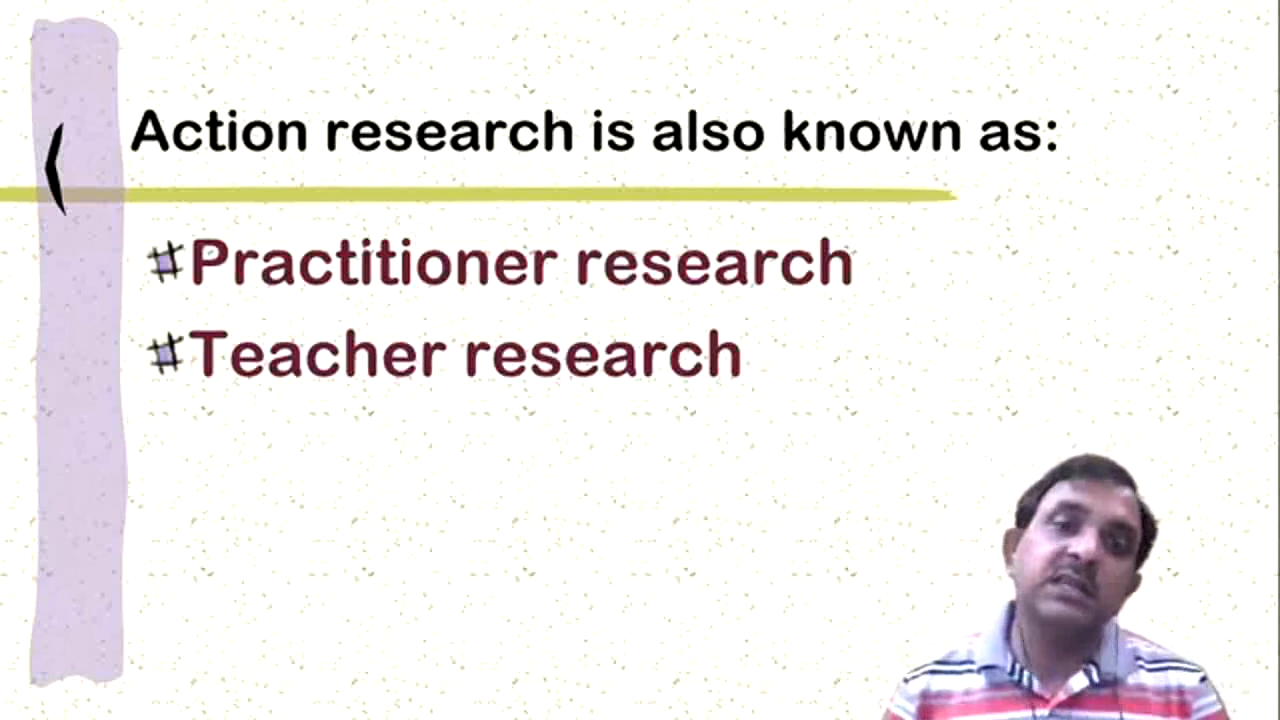 Action research is also known as:
Practitioner research
Teacher research